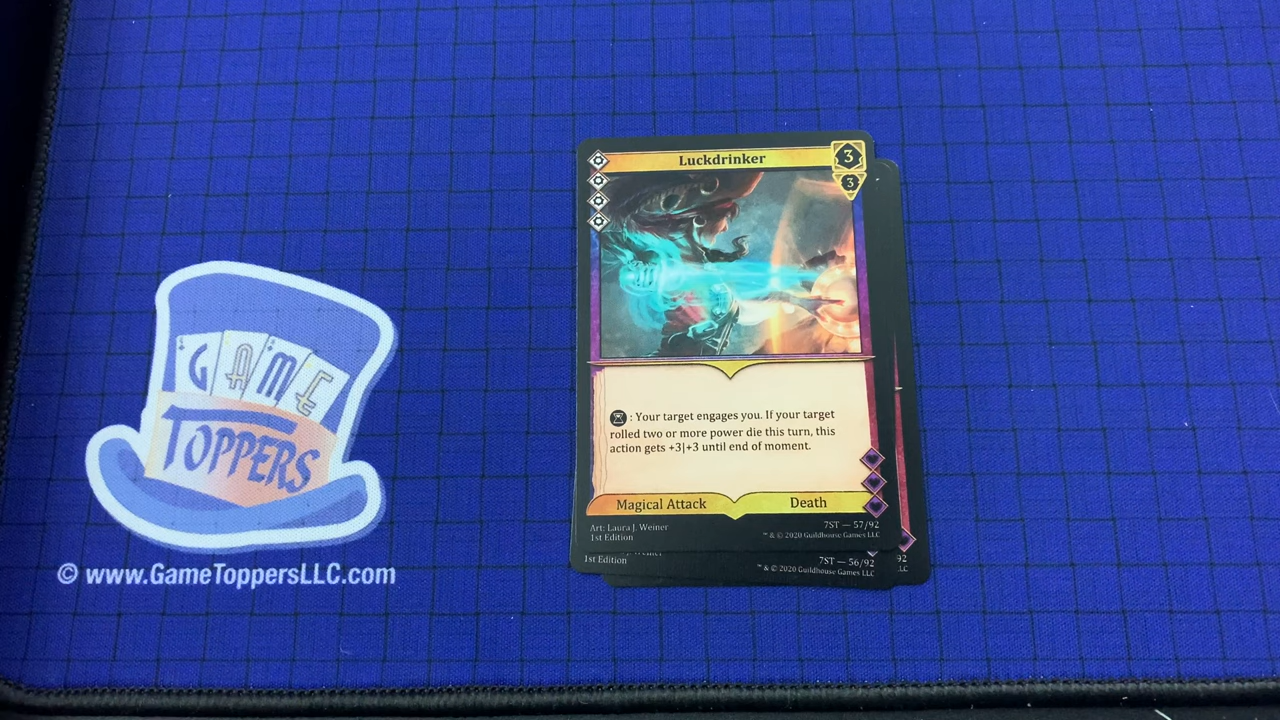 Luckdrinker
3
3
: Your target engages you. If your target
rolled two or more power die this turn, this
action gets +3|+3 until end of moment.
Magical Attack
Death
Art: Laura J. Weiner
1st Edition
7ST — 57/92
™ & © 2020 Guildhouse Games LLC
1st Edition
7ST — 56/92
™ & © 2020 Guildhouse Games LLC
92
LLC
GAME
TOPPERS
© www.GameToppersLLC.com